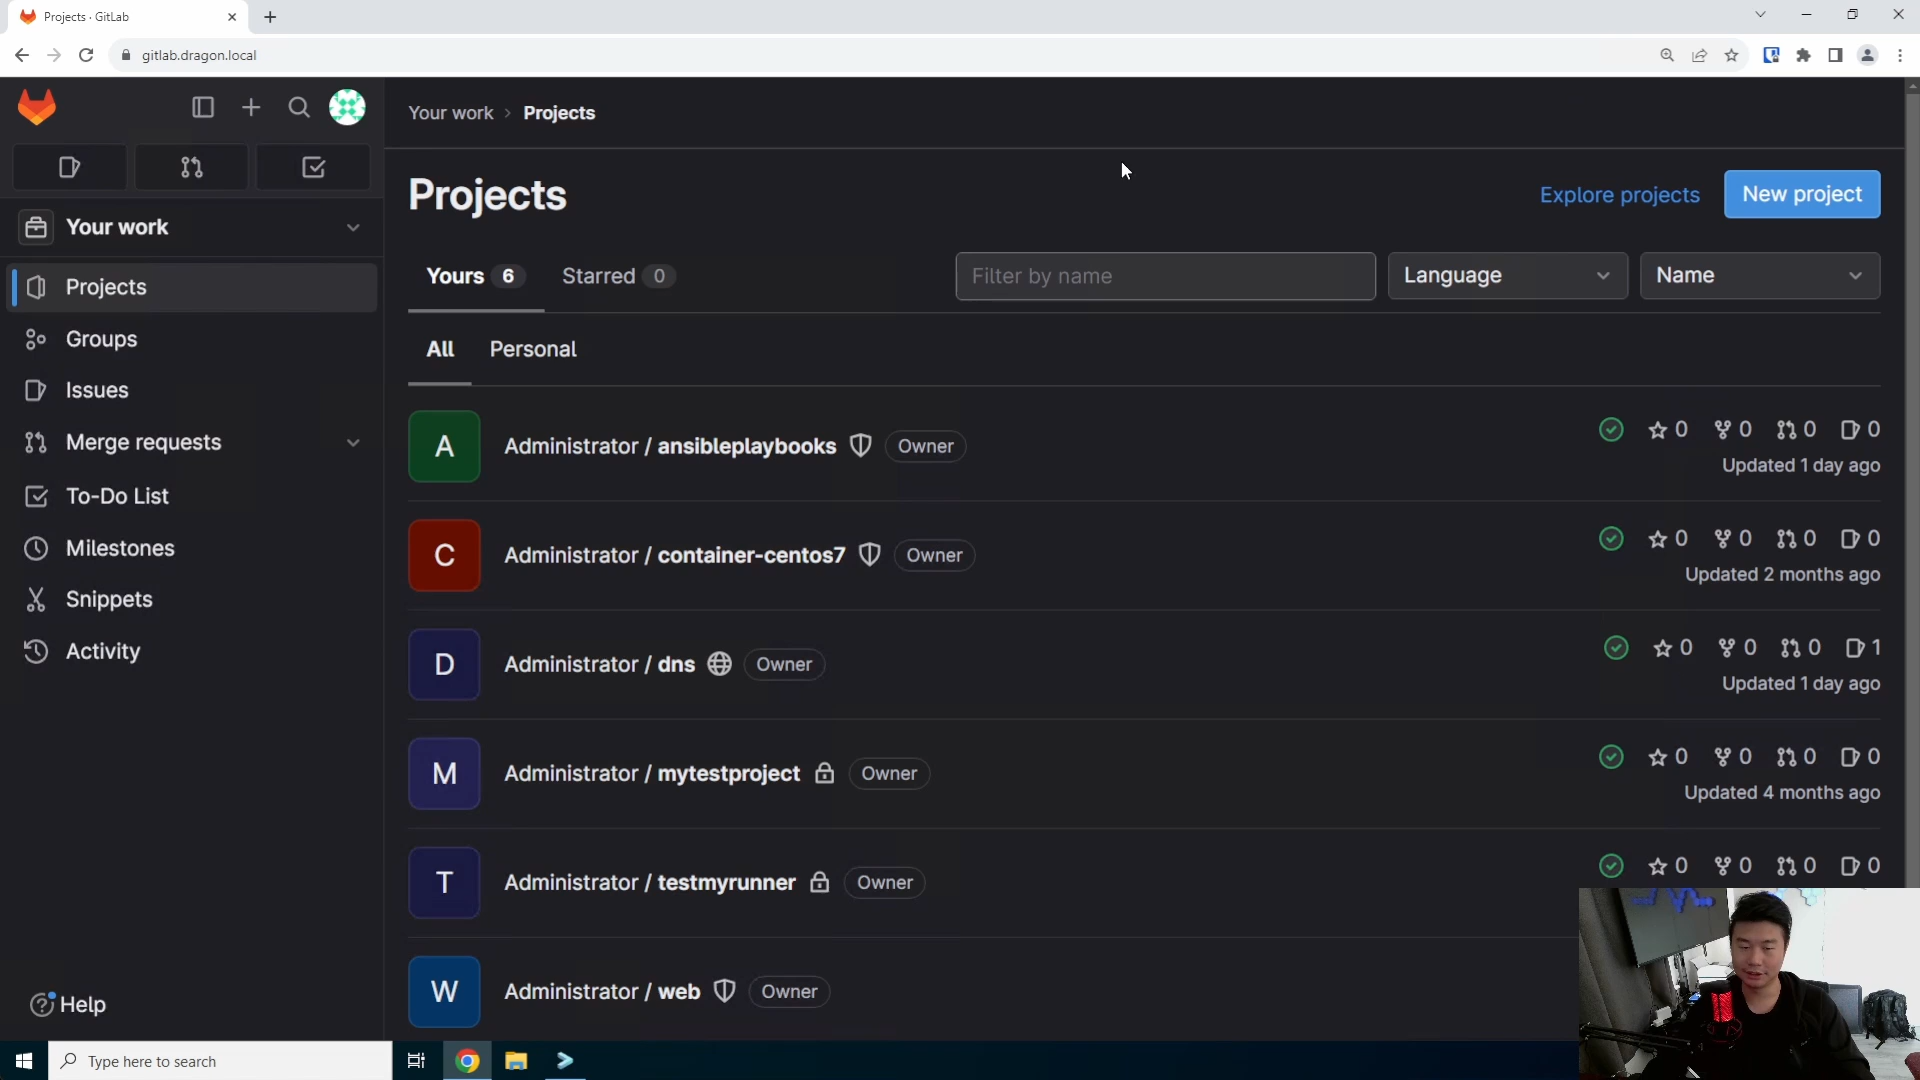 Projects · GitLab
gitlab.dragon.local
Your work
Projects
Groups
Issues
Merge requests
To-Do List
Milestones
Snippets
Activity
Help
Your work › Projects
Projects
Explore projects
New project
Yours 6
Starred 0
Filter by name
Language
Name
All
Personal
A
Administrator / ansibleplaybooks
Owner
0 0 0 0
Updated 1 day ago
C
Administrator / container-centos7
Owner
0 0 0 0
Updated 2 months ago
D
Administrator / dns
Owner
0 0 0 1
Updated 1 day ago
M
Administrator / mytestproject
Owner
0 0 0 0
Updated 4 months ago
T
Administrator / testmyrunner
Owner
0 0 0 0
W
Administrator / web
Owner
Type here to search